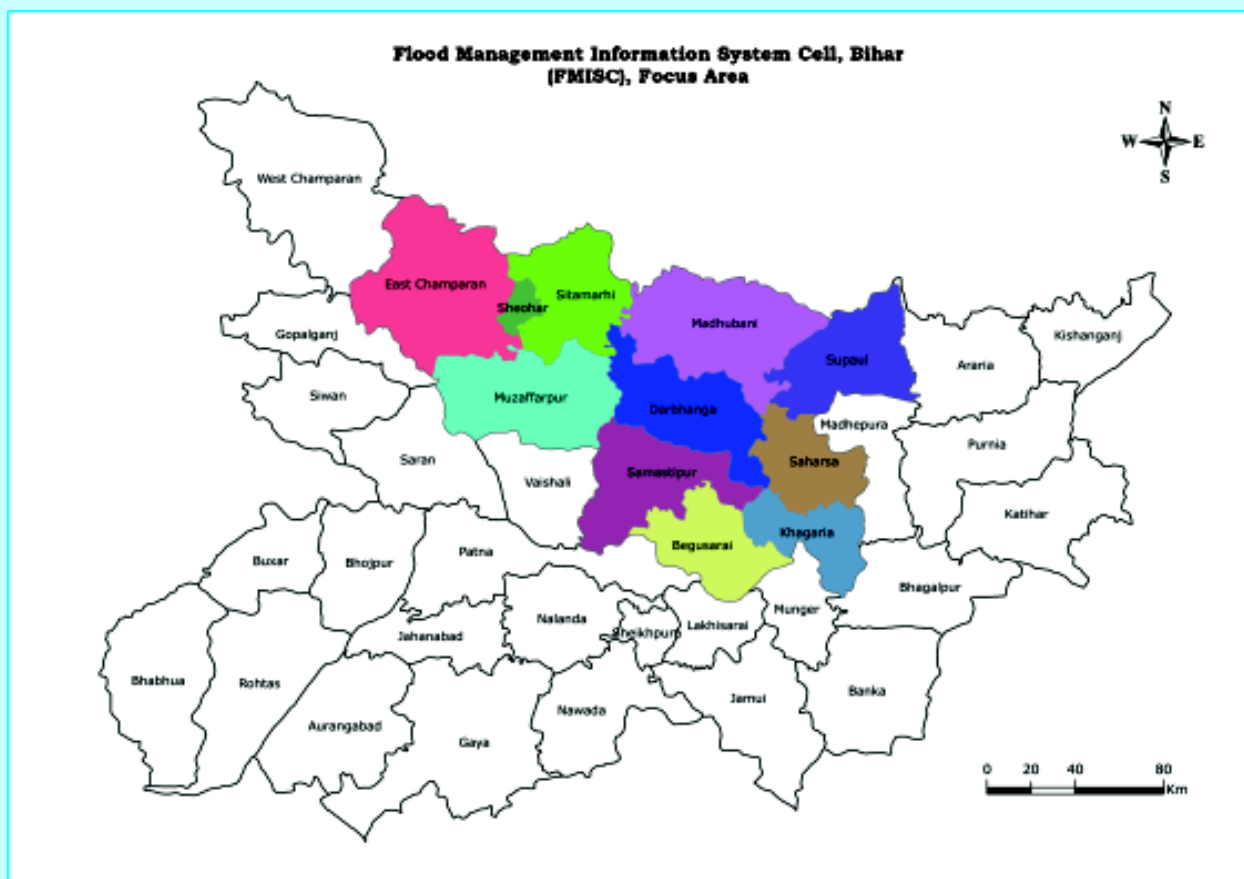 Flood Management Information System Cell, Bihar
(FMISC), Focus Area
N
W E
S
West Champaran
East Champaran
Sheohar
Sitamarhi
Madhubani
Gopalganj
Kishanganj
Supaul
Araria
Siwan
Muzaffarpur
Darbhanga
Madhepura
Purnia
Saran
Vaishali
Samastipur
Saharsa
Katihar
Khagaria
Begusarai
Patna
Buxar
Bhojpur
Bhagalpur
Munger
Nalanda
Lakhisarai
Jahanabad
Bhabhua
Rohtas
Banka
Jamui
Nawada
Aurangabad
Gaya
0 20 40 80
Km